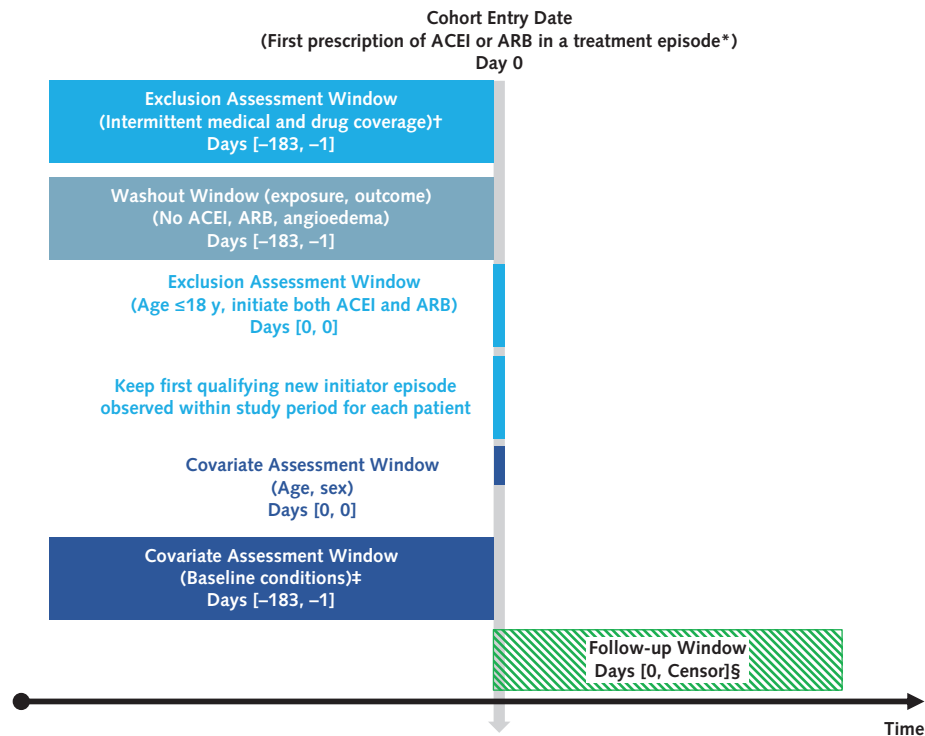 Cohort Entry Date
(First prescription of ACEI or ARB in a treatment episode*)
Day 0
Exclusion Assessment Window
(Intermittent medical and drug coverage)†
Days [–183, –1]
Washout Window (exposure, outcome)
(No ACEI, ARB, angioedema)
Days [–183, –1]
Exclusion Assessment Window
(Age ≤18 y, initiate both ACEI and ARB)
Days [0, 0]
Keep first qualifying new initiator episode
observed within study period for each patient
Covariate Assessment Window
(Age, sex)
Days [0, 0]
Covariate Assessment Window
(Baseline conditions)‡
Days [–183, –1]
Follow-up Window
Days [0, Censor]§
Time